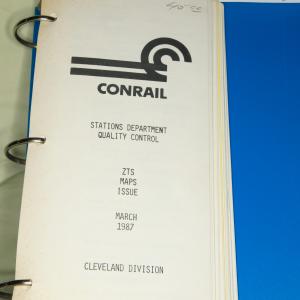 CONRAIL
STATIONS DEPARTMENT
QUALITY CONTROL
ZTS
MAPS
ISSUE
MARCH
1987
CLEVELAND DIVISION